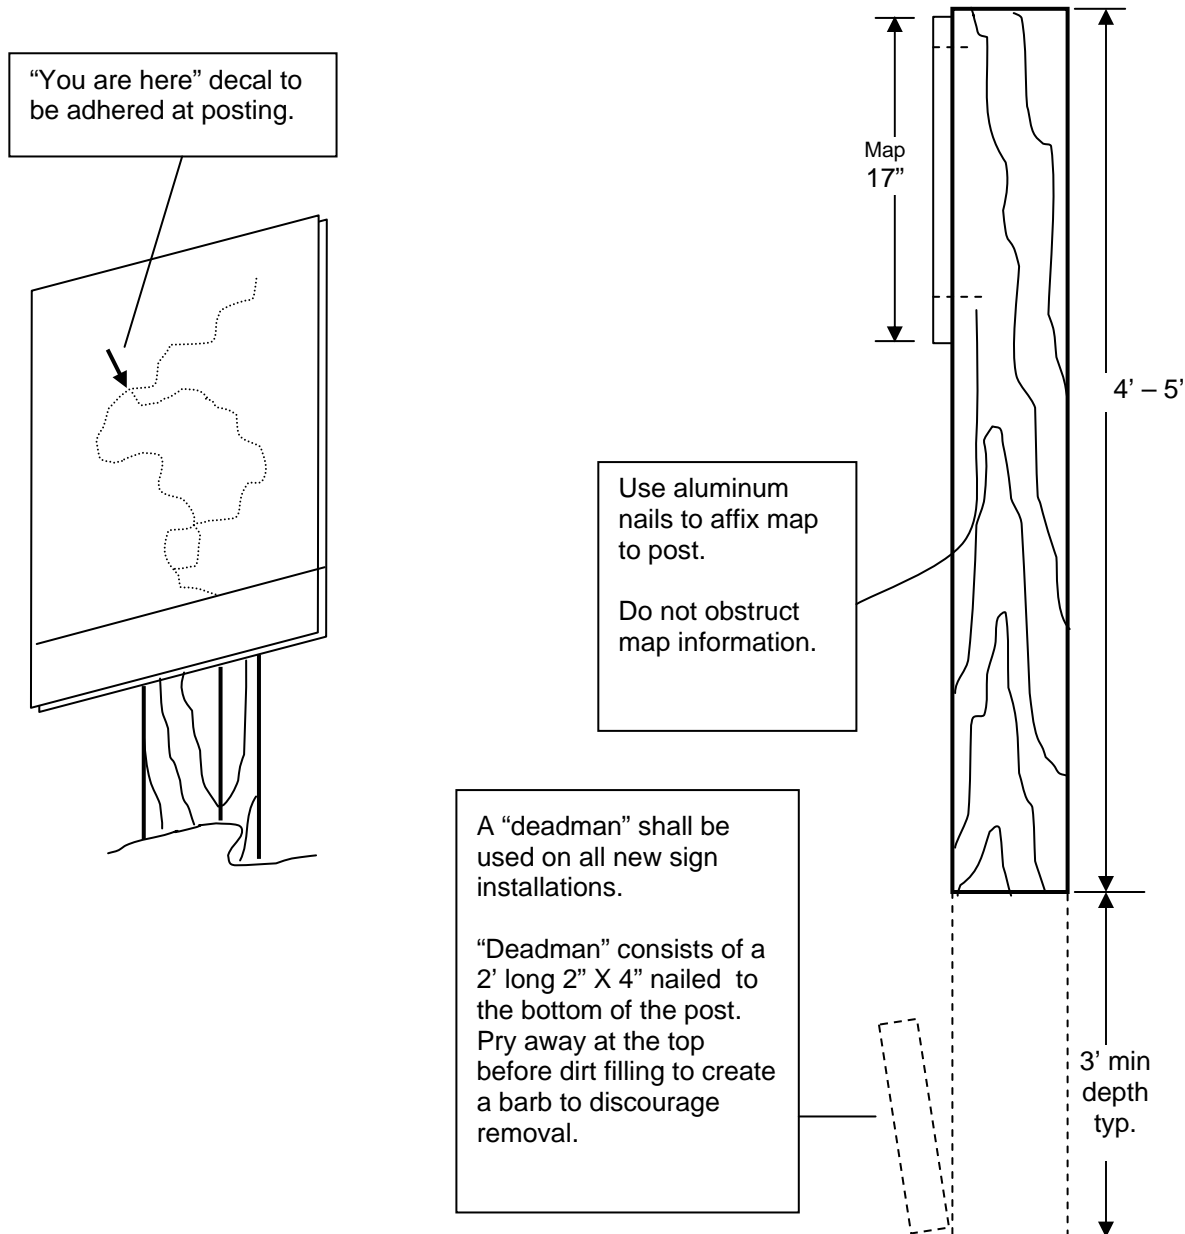 “You are here” decal to
be adhered at posting.
Map
17”
4’ – 5’
Use aluminum
nails to affix map
to post.
Do not obstruct
map information.
A “deadman” shall be
used on all new sign
installations.
“Deadman” consists of a
2’ long 2” X 4” nailed  to
the bottom of the post.
Pry away at the top
before dirt filling to create
a barb to discourage
removal.
3’ min
depth
typ.